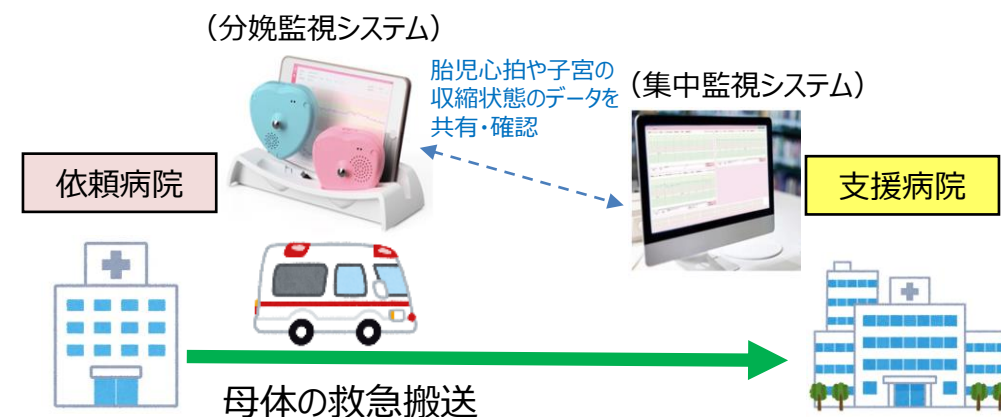 （分娩監視システム）
胎児心拍や子宮の
収縮状態のデータを
共有・確認
（集中監視システム）
依頼病院
支援病院
母体の救急搬送